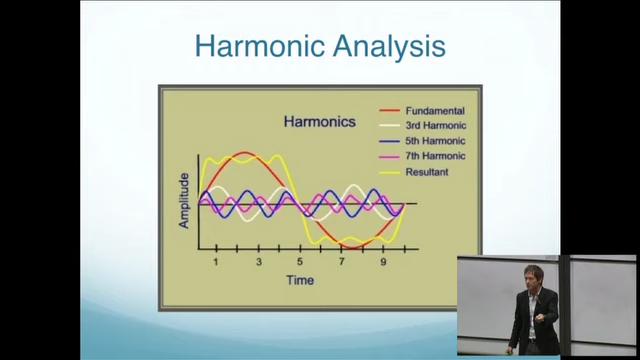 Harmonic Analysis
Harmonics
Fundamental
3rd Harmonic
5th Harmonic
7th Harmonic
Resultant
Amplitude
1 3 5 7 9
Time